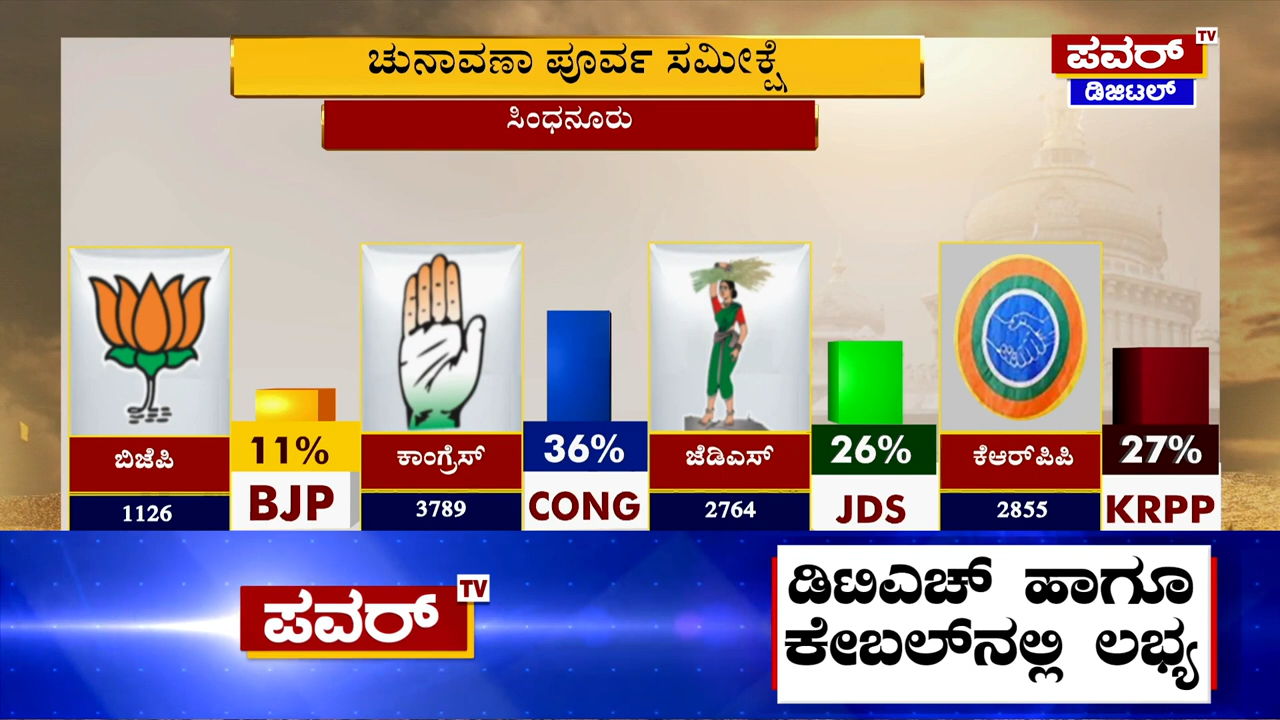 ಚುನಾವಣಾ ಪೂರ್ವ ಸಮೀಕ್ಷೆ
ಸಿಂಧನೂರು
ಪವರ್ TV
ಡಿಜಿಟಲ್
ಬಿಜೆಪಿ
1126
11%
BJP
ಕಾಂಗ್ರೆಸ್
3789
36%
CONG
ಜೆಡಿಎಸ್
2764
26%
JDS
ಕೆಆರ್‌ಪಿಪಿ
2855
27%
KRPP
ಪವರ್ TV
ಡಿಟಿಎಚ್ ಹಾಗೂ
ಕೇಬಲ್‌ನಲ್ಲಿ ಲಭ್ಯ